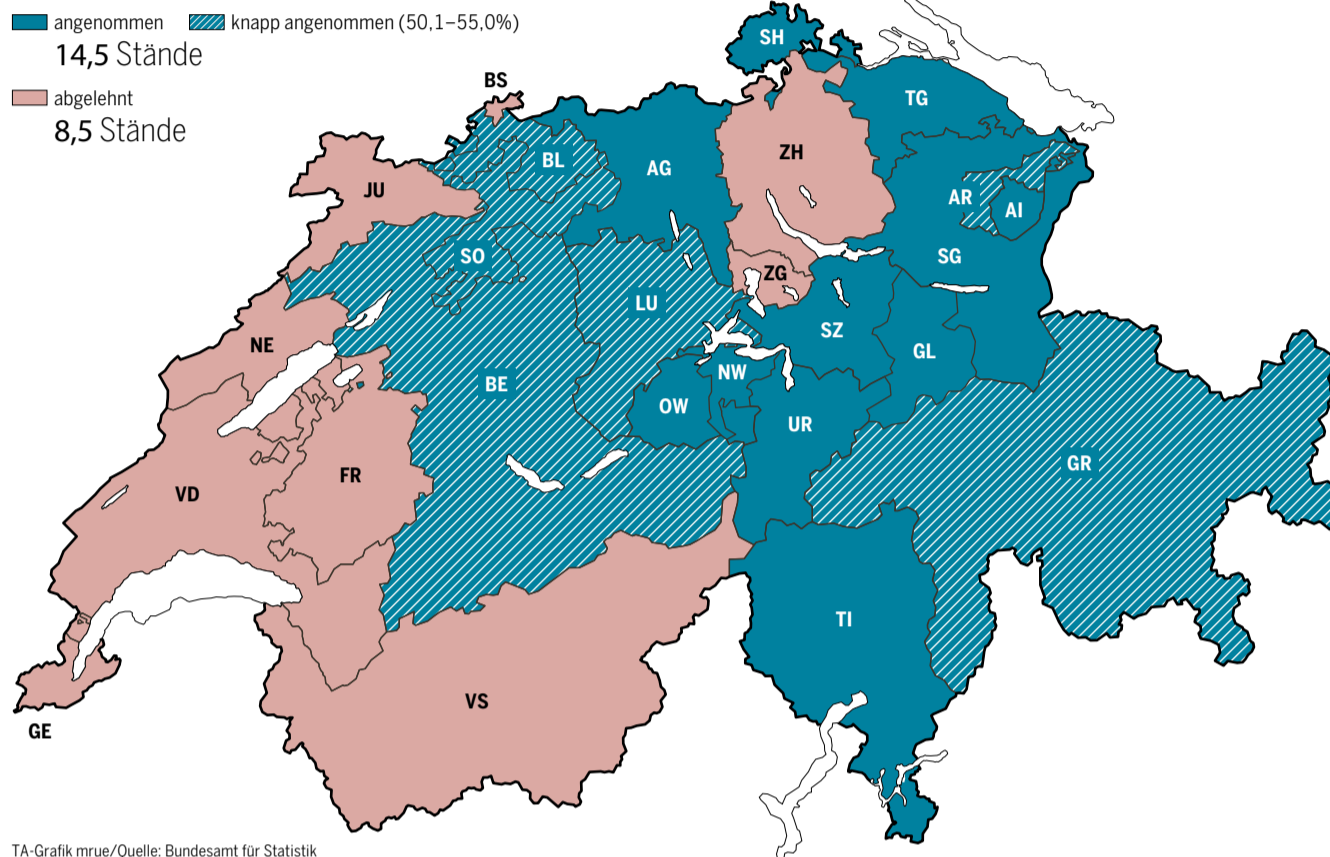 angenommen knapp angenommen (50,1–55,0%)
14,5 Stände
abgelehnt
8,5 Stände
SH
BS
TG
BL
AG
ZH
JU
AR
AI
SO
SG
ZG
LU
SZ
NE
GL
NW
BE
OW
UR
GR
FR
VD
TI
VS
GE
TA-Grafik mrue/Quelle: Bundesamt für Statistik